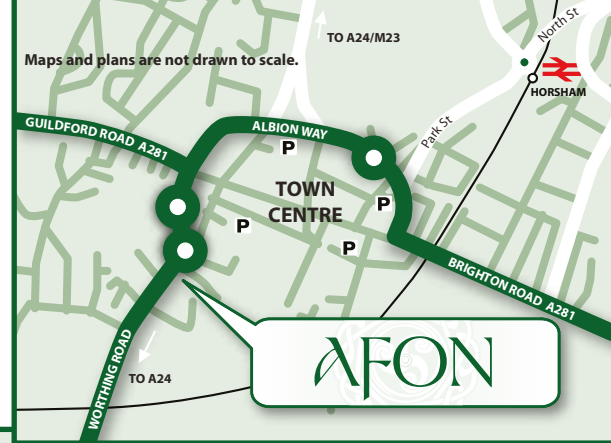 TO A24/M23
North St
Maps and plans are not drawn to scale.
HORSHAM
GUILDFORD ROAD A281
ALBION WAY
Park St
P
TOWN
CENTRE
P
P
P
BRIGHTON ROAD A281
AFON
WORTHING ROAD
TO A24